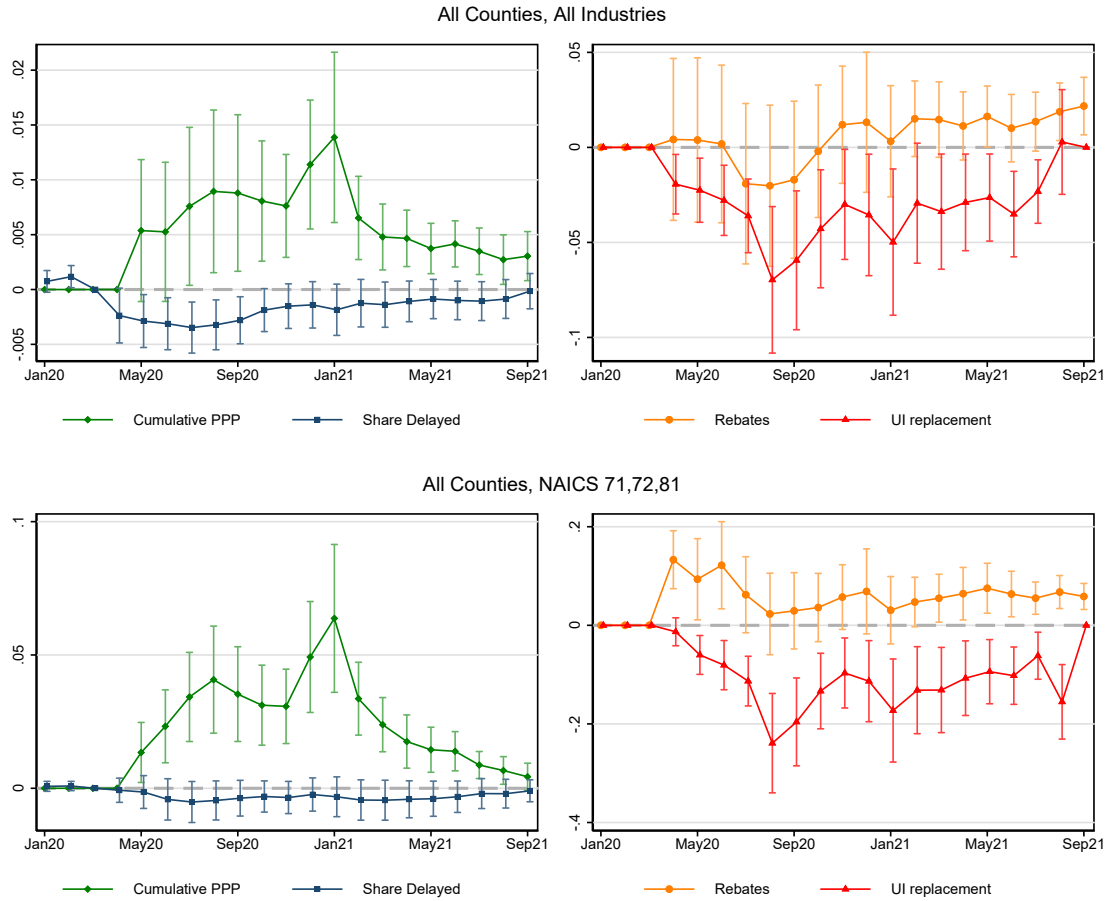 All Counties, All Industries
.02
.015
.01
.005
0
-.005
Jan20 May20 Sep20 Jan21 May21 Sep21
Cumulative PPP Share Delayed
.05
0
-.05
-.1
Jan20 May20 Sep20 Jan21 May21 Sep21
Rebates UI replacement
All Counties, NAICS 71,72,81
.1
.05
0
Jan20 May20 Sep20 Jan21 May21 Sep21
Cumulative PPP Share Delayed
.2
0
-.2
-.4
Jan20 May20 Sep20 Jan21 May21 Sep21
Rebates UI replacement